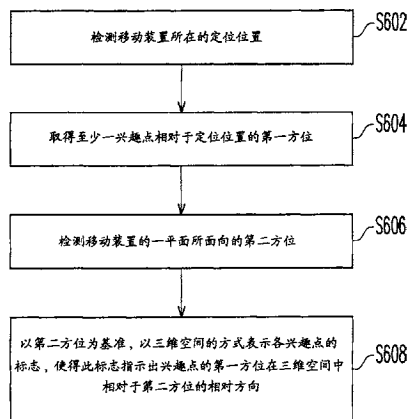 检测移动装置所在的定位位置
S602
取得至少一兴趣点相对于定位位置的第一方位
S604
检测移动装置的一平面所面向的第二方位
S606
以第二方位为基准，以三维空间的方式表示各兴趣点的
标志，使得此标志指示出兴趣点的第一方位在三维空间中
相对于第二方位的相对方向
S608